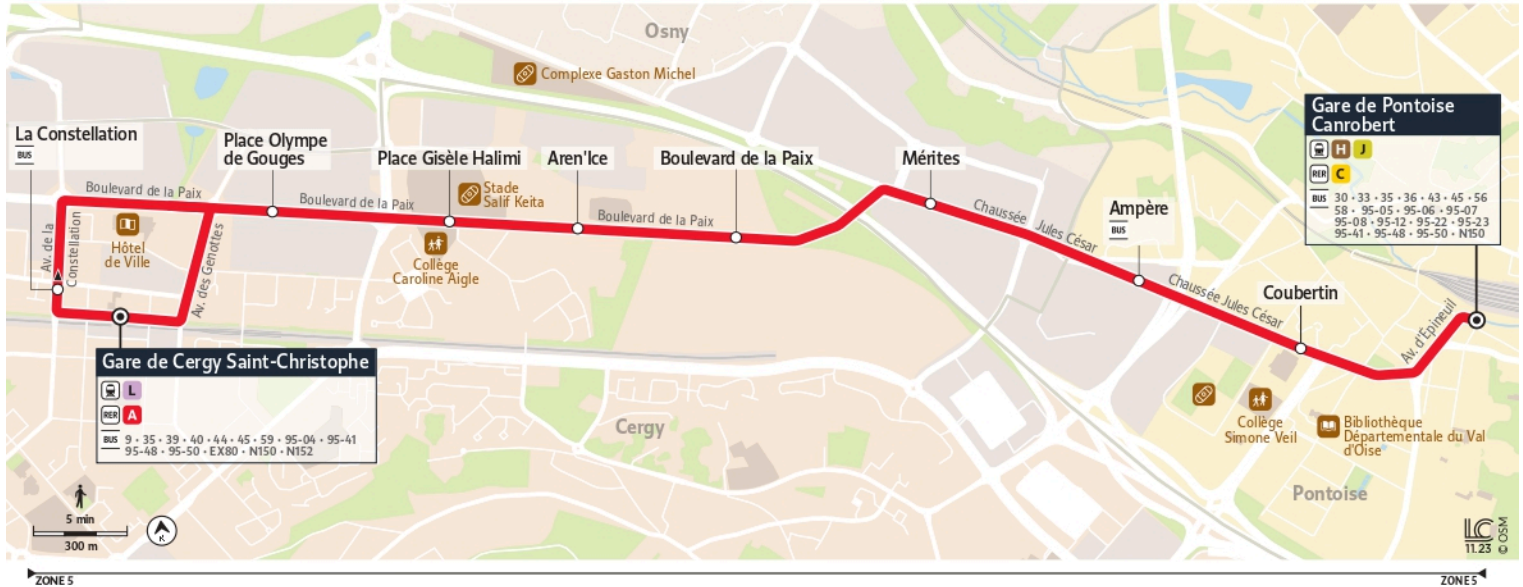 Osny
Complexe Gaston Michel
Gare de Pontoise
Canrobert
H J
RER C
BUS 30 • 33 • 35 • 36 • 43 • 45 • 56
58 • 95-05 • 95-06 • 95-07
95-08 • 95-12 • 95-22 • 95-23
95-41 • 95-48 • 95-50 • N150
La Constellation
BUS
Place Olympe
de Gouges
Place Gisèle Halimi
Aren'Ice
Boulevard de la Paix
Mérites
Boulevard de la Paix
Boulevard de la Paix
Boulevard de la Paix
Stade
Salif Keita
Chaussée Jules César
Ampère
BUS
Av. de la
Constellation
Hôtel
de Ville
Av. des Genottes
Collège
Caroline Aigle
Chaussée Jules César
Coubertin
Av. d'Epineuil
Gare de Cergy Saint-Christophe
L
RER A
BUS 9 • 35 • 39 • 40 • 44 • 45 • 59 • 95-04 • 95-41
95-48 • 95-50 • EX80 • N150 • N152
Cergy
Collège
Simone Veil
Bibliothèque
Départementale du Val
d'Oise
Pontoise
5 min
300 m
LC
11.23
© OSM
ZONE 5
ZONE 5